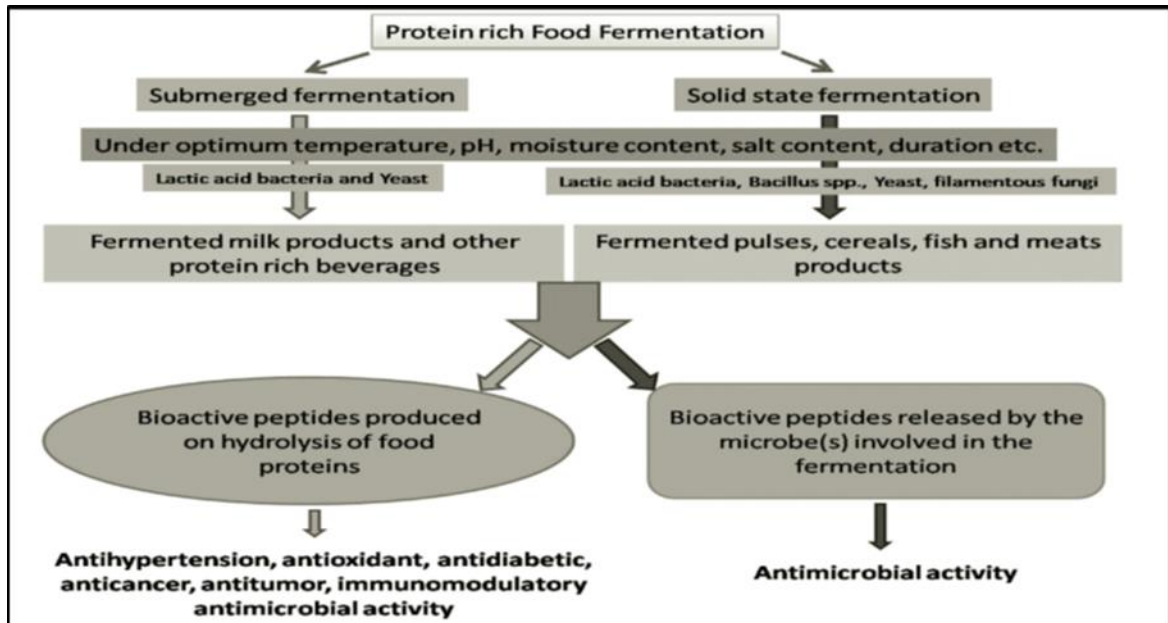 Protein rich Food Fermentation
Submerged fermentation
Solid state fermentation
Under optimum temperature, pH, moisture content, salt content, duration etc.
Lactic acid bacteria and Yeast
Lactic acid bacteria, Bacillus spp., Yeast, filamentous fungi
Fermented milk products and other
protein rich beverages
Fermented pulses, cereals, fish and meats
products
Bioactive peptides produced
on hydrolysis of food
proteins
Bioactive peptides released by the
microbe(s) involved in the
fermentation
Antihypertension, antioxidant, antidiabetic,
anticancer, antitumor, immunomodulatory
antimicrobial activity
Antimicrobial activity